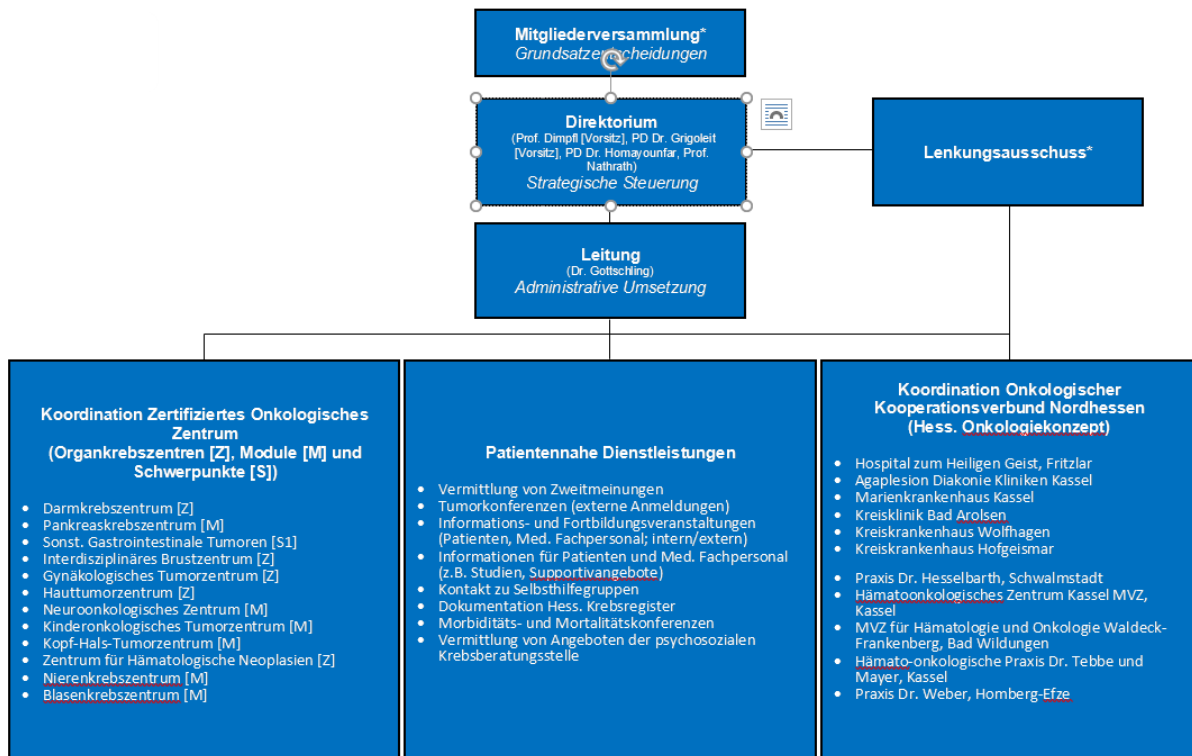 Mitgliederversammlung*
Grundsatzentscheidungen
Direktorium
(Prof. Dimpfl [Vorsitz], PD Dr. Grigoleit
[Vorsitz], PD Dr. Homayounfar, Prof.
Nathrath)
Strategische Steuerung
Lenkungsausschuss*
Leitung
(Dr. Gottschling)
Administrative Umsetzung
Koordination Zertifiziertes Onkologisches
Zentrum
(Organkrebszentren [Z], Module [M] und
Schwerpunkte [S])
• Darmkrebszentrum [Z]
• Pankreaskrebszentrum [M]
• Sonst. Gastrointestinale Tumoren [S1]
• Interdisziplinäres Brustzentrum [Z]
• Gynäkologisches Tumorzentrum [Z]
• Hauttumorzentrum [Z]
• Neuroonkologisches Zentrum [M]
• Kinderonkologisches Tumorzentrum [M]
• Kopf-Hals-Tumorzentrum [M]
• Zentrum für Hämatologische Neoplasien [Z]
• Nierenkrebszentrum [M]
• Blasenkrebszentrum [M]
Patientennahe Dienstleistungen
• Vermittlung von Zweitmeinungen
• Tumorkonferenzen (externe Anmeldungen)
• Informations- und Fortbildungsveranstaltungen
(Patienten, Med. Fachpersonal; intern/extern)
• Informationen für Patienten und Med. Fachpersonal
(z.B. Studien, Supportivangebote)
• Kontakt zu Selbsthilfegruppen
• Dokumentation Hess. Krebsregister
• Morbiditäts- und Mortalitätskonferenzen
• Vermittlung von Angeboten der psychosozialen
Krebsberatungsstelle
Koordination Onkologischer
Kooperationsverbund Nordhessen
(Hess. Onkologiekonzept)
• Hospital zum Heiligen Geist, Fritzlar
• Agaplesion Diakonie Kliniken Kassel
• Marienkrankenhaus Kassel
• Kreisklinik Bad Arolsen
• Kreiskrankenhaus Wolfhagen
• Kreiskrankenhaus Hofgeismar
• Praxis Dr. Hesselbarth, Schwalmstadt
• Hämatoonkologisches Zentrum Kassel MVZ,
Kassel
• MVZ für Hämatologie und Onkologie Waldeck-
Frankenberg, Bad Wildungen
• Hämato-onkologische Praxis Dr. Tebbe und
Mayer, Kassel
• Praxis Dr. Weber, Homberg-Efze